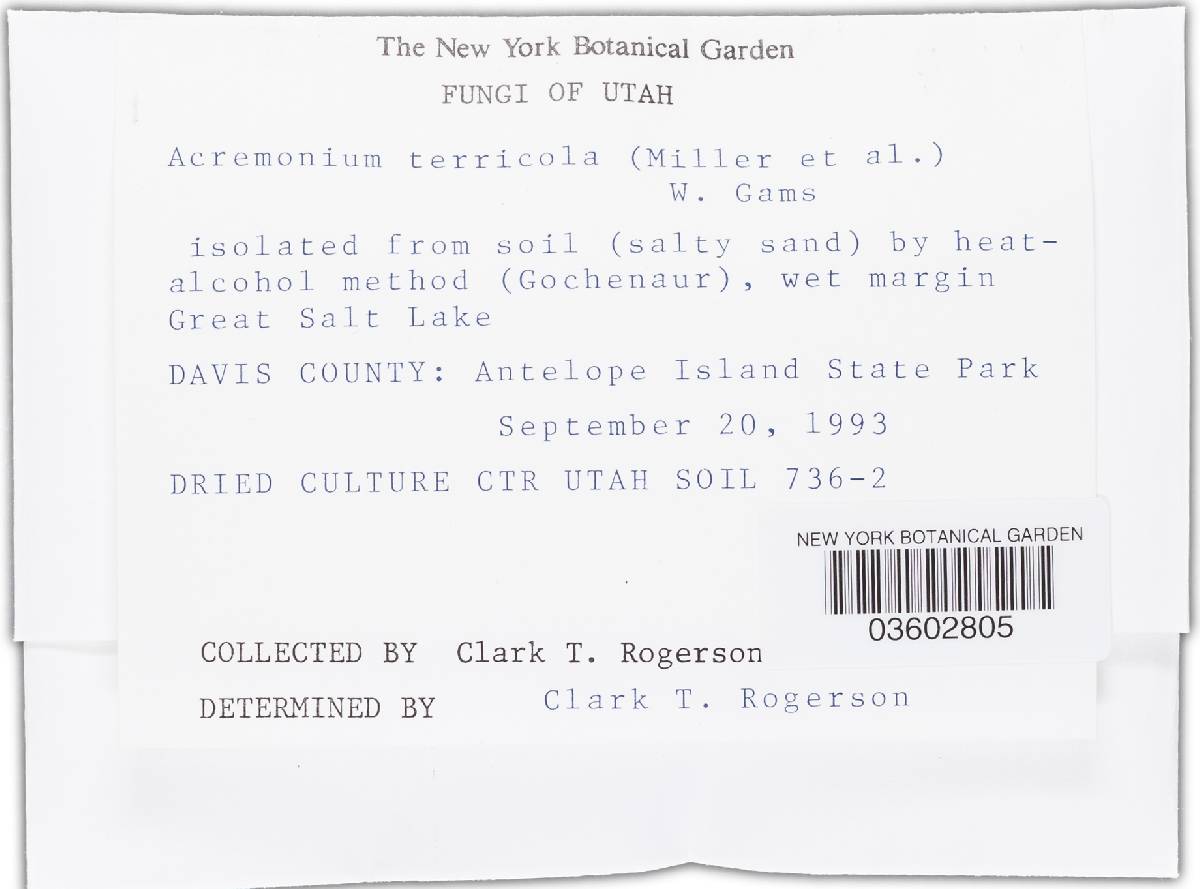 The New York Botanical Garden
FUNGI OF UTAH
Acremonium terricola (Miller et al.)
W. Gams
isolated from soil (salty sand) by heat-
alcohol method (Gochenaur), wet margin
Great Salt Lake
DAVIS COUNTY: Antelope Island State Park
September 20, 1993
DRIED CULTURE CTR UTAH SOIL 736-2
NEW YORK BOTANICAL GARDEN
03602805
COLLECTED BY Clark T. Rogerson
DETERMINED BY Clark T. Rogerson